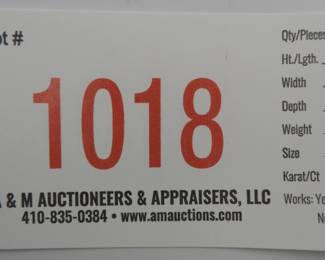 ot #
1018
A & M AUCTIONEERS & APPRAISERS, LLC
410-835-0384 • www.amauctions.com
Qty/Pieces
Ht./Lgth. _
Width _
Depth _
Weight
Size _
Karat/Ct
Works: Ye
N